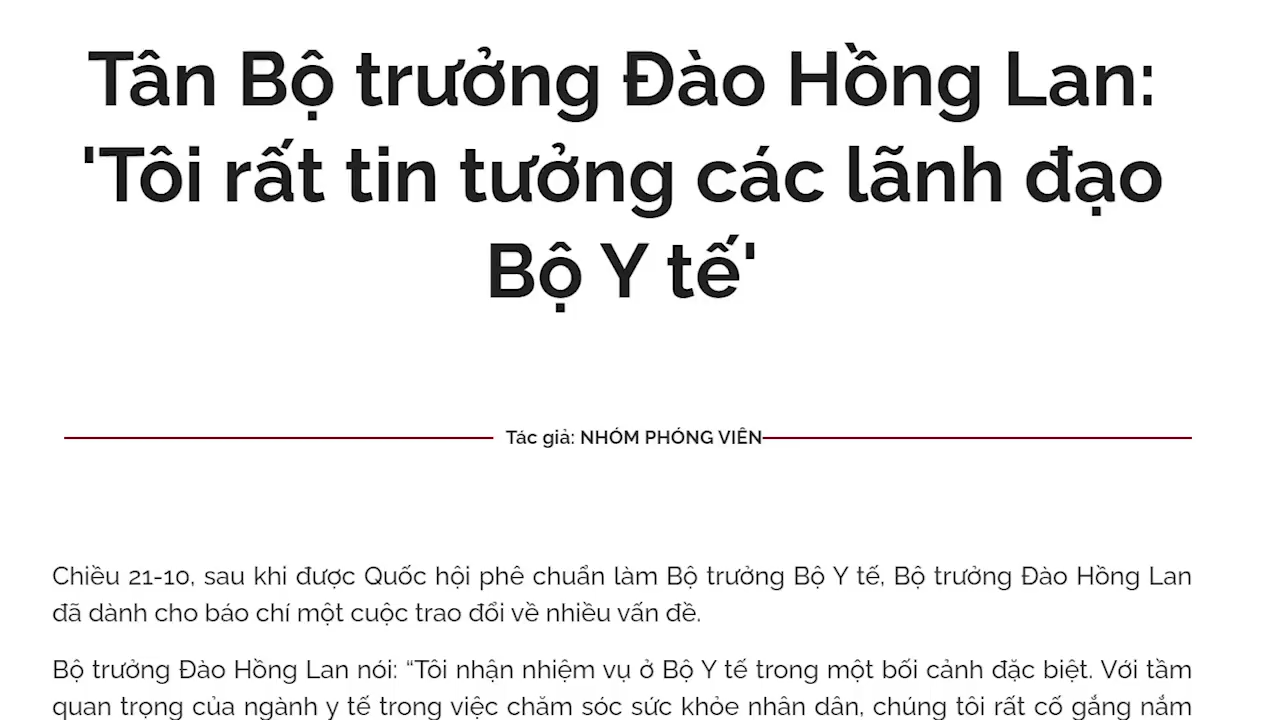 Tân Bộ trưởng Đào Hồng Lan:
'Tôi rất tin tưởng các lãnh đạo
Bộ Y tế'
Tác giả: NHÓM PHÓNG VIÊN
Chiều 21-10, sau khi được Quốc hội phê chuẩn làm Bộ trưởng Bộ Y tế, Bộ trưởng Đào Hồng Lan
đã dành cho báo chí một cuộc trao đổi về nhiều vấn đề.
Bộ trưởng Đào Hồng Lan nói: “Tôi nhận nhiệm vụ ở Bộ Y tế trong một bối cảnh đặc biệt. Với tầm
quan trọng của ngành y tế trong việc chăm sóc sức khỏe nhân dân, chúng tôi rất cố gắng nắm